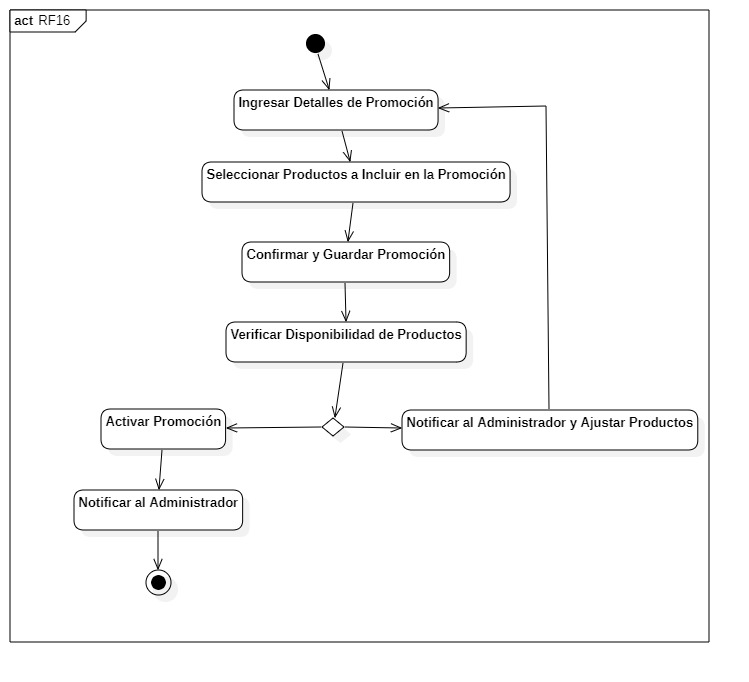 act RF16
Ingresar Detalles de Promoción
Seleccionar Productos a Incluir en la Promoción
Confirmar y Guardar Promoción
Verificar Disponibilidad de Productos
Activar Promoción
Notificar al Administrador y Ajustar Productos
Notificar al Administrador